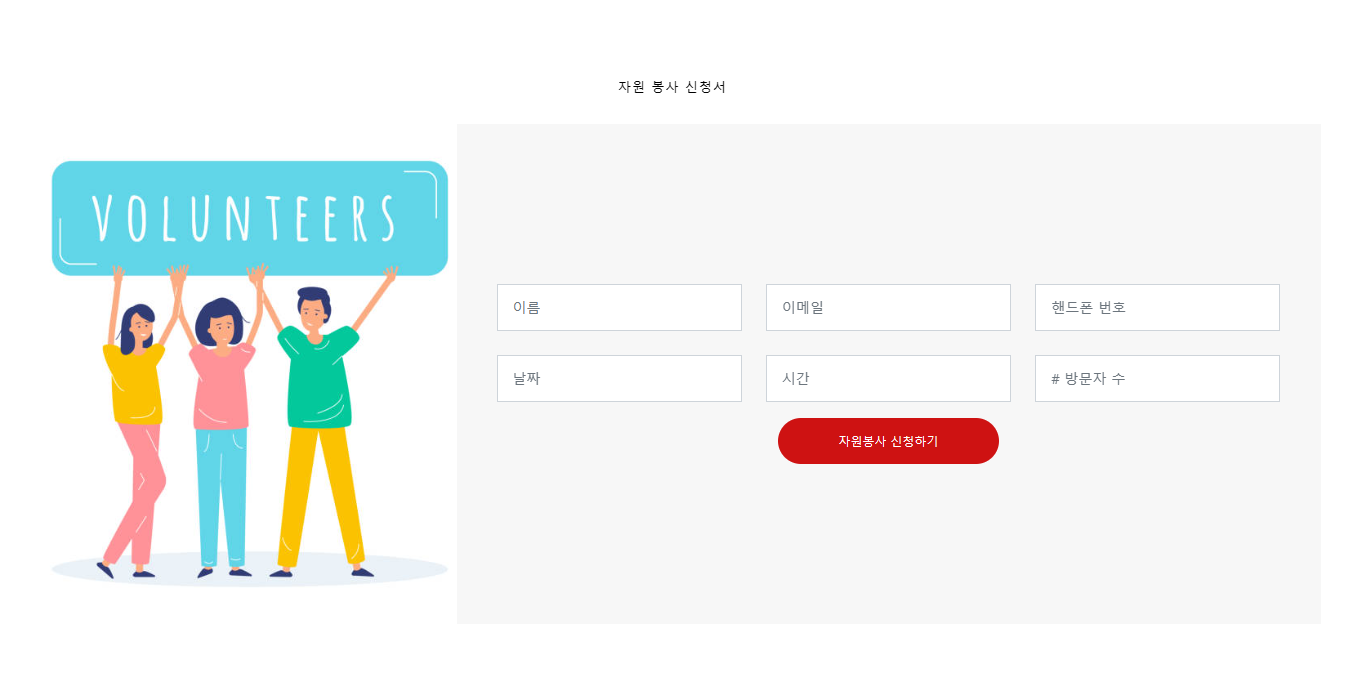 자원 봉사 신청서
VOLUNTEERS
이름
이메일
핸드폰 번호
날짜
시간
# 방문자 수
자원봉사 신청하기